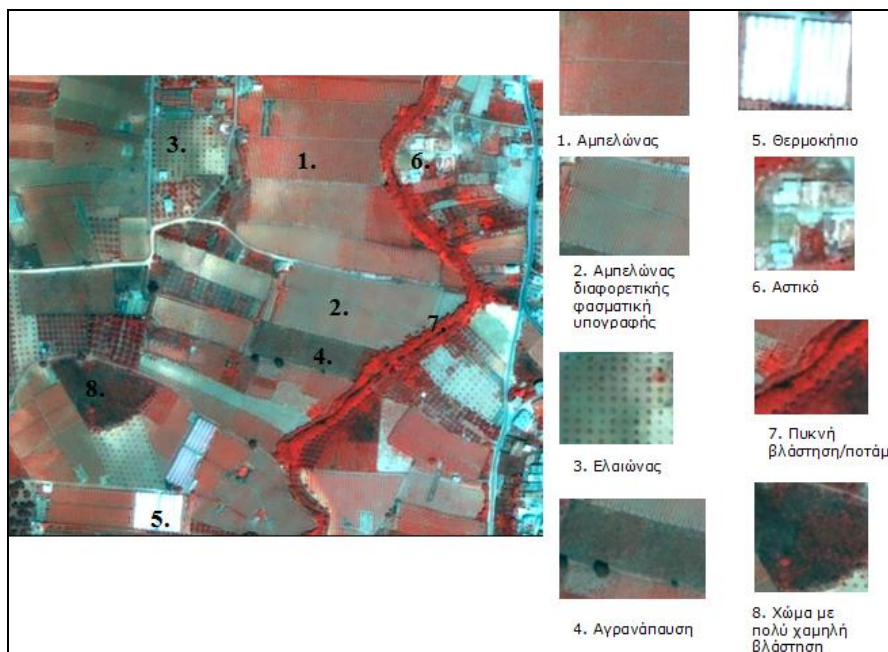 3.
1.
6.
2.
7.
4.
8.
5.
1. Αμπελώνας
5. Θερμοκήπιο
2. Αμπελώνας
διαφορετικής
φασματική
υπογραφής
6. Αστικό
3. Ελαιώνας
7. Πυκνή
βλάστηση/ποτάμ
4. Αγρανάπαυση
8. Χώμα με
πολύ χαμηλή
βλάστηση